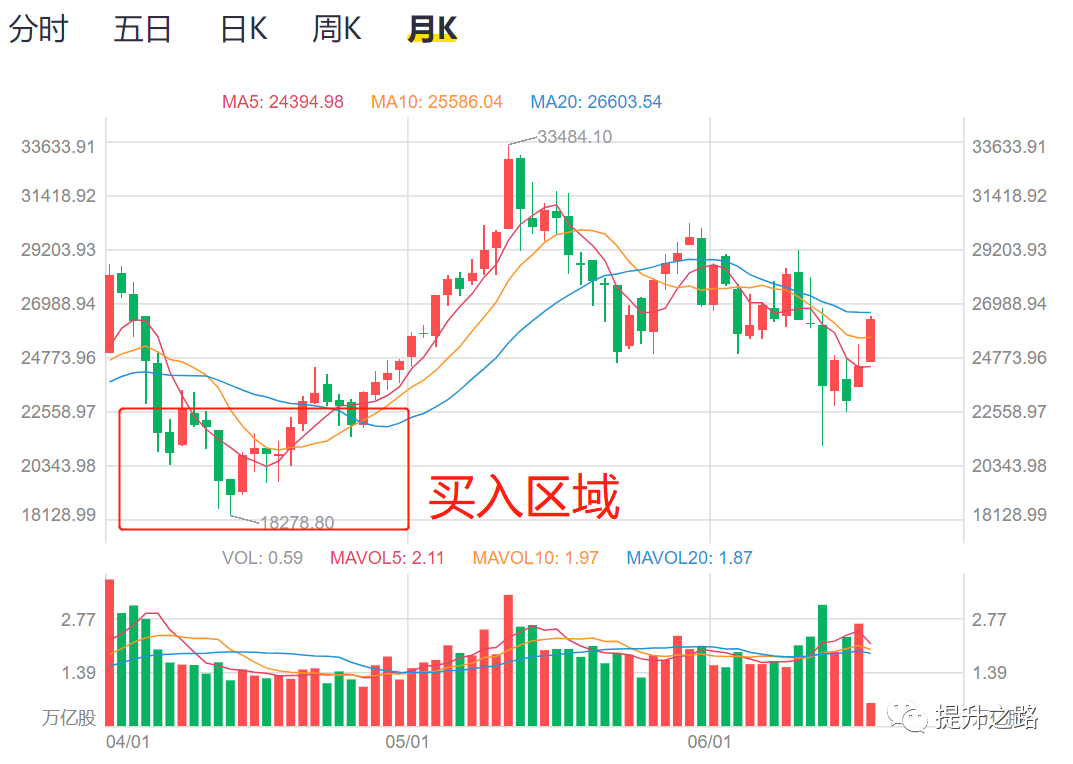 分时 五日 日K 周K 月K
MA5: 24394.98 MA10: 25586.04 MA20: 26603.54
33484.10
33633.91 33633.91
31418.92 31418.92
29203.93 29203.93
26988.94 26988.94
24773.96 24773.96
22558.97 22558.97
20343.98 20343.98
买入区域
18128.99 18128.99
18278.80
VOL: 0.59 MAVOL5: 2.11 MAVOL10: 1.97 MAVOL20: 1.87
2.77 2.77
1.39 1.39
万亿股 提升之路
04/01 05/01 06/01